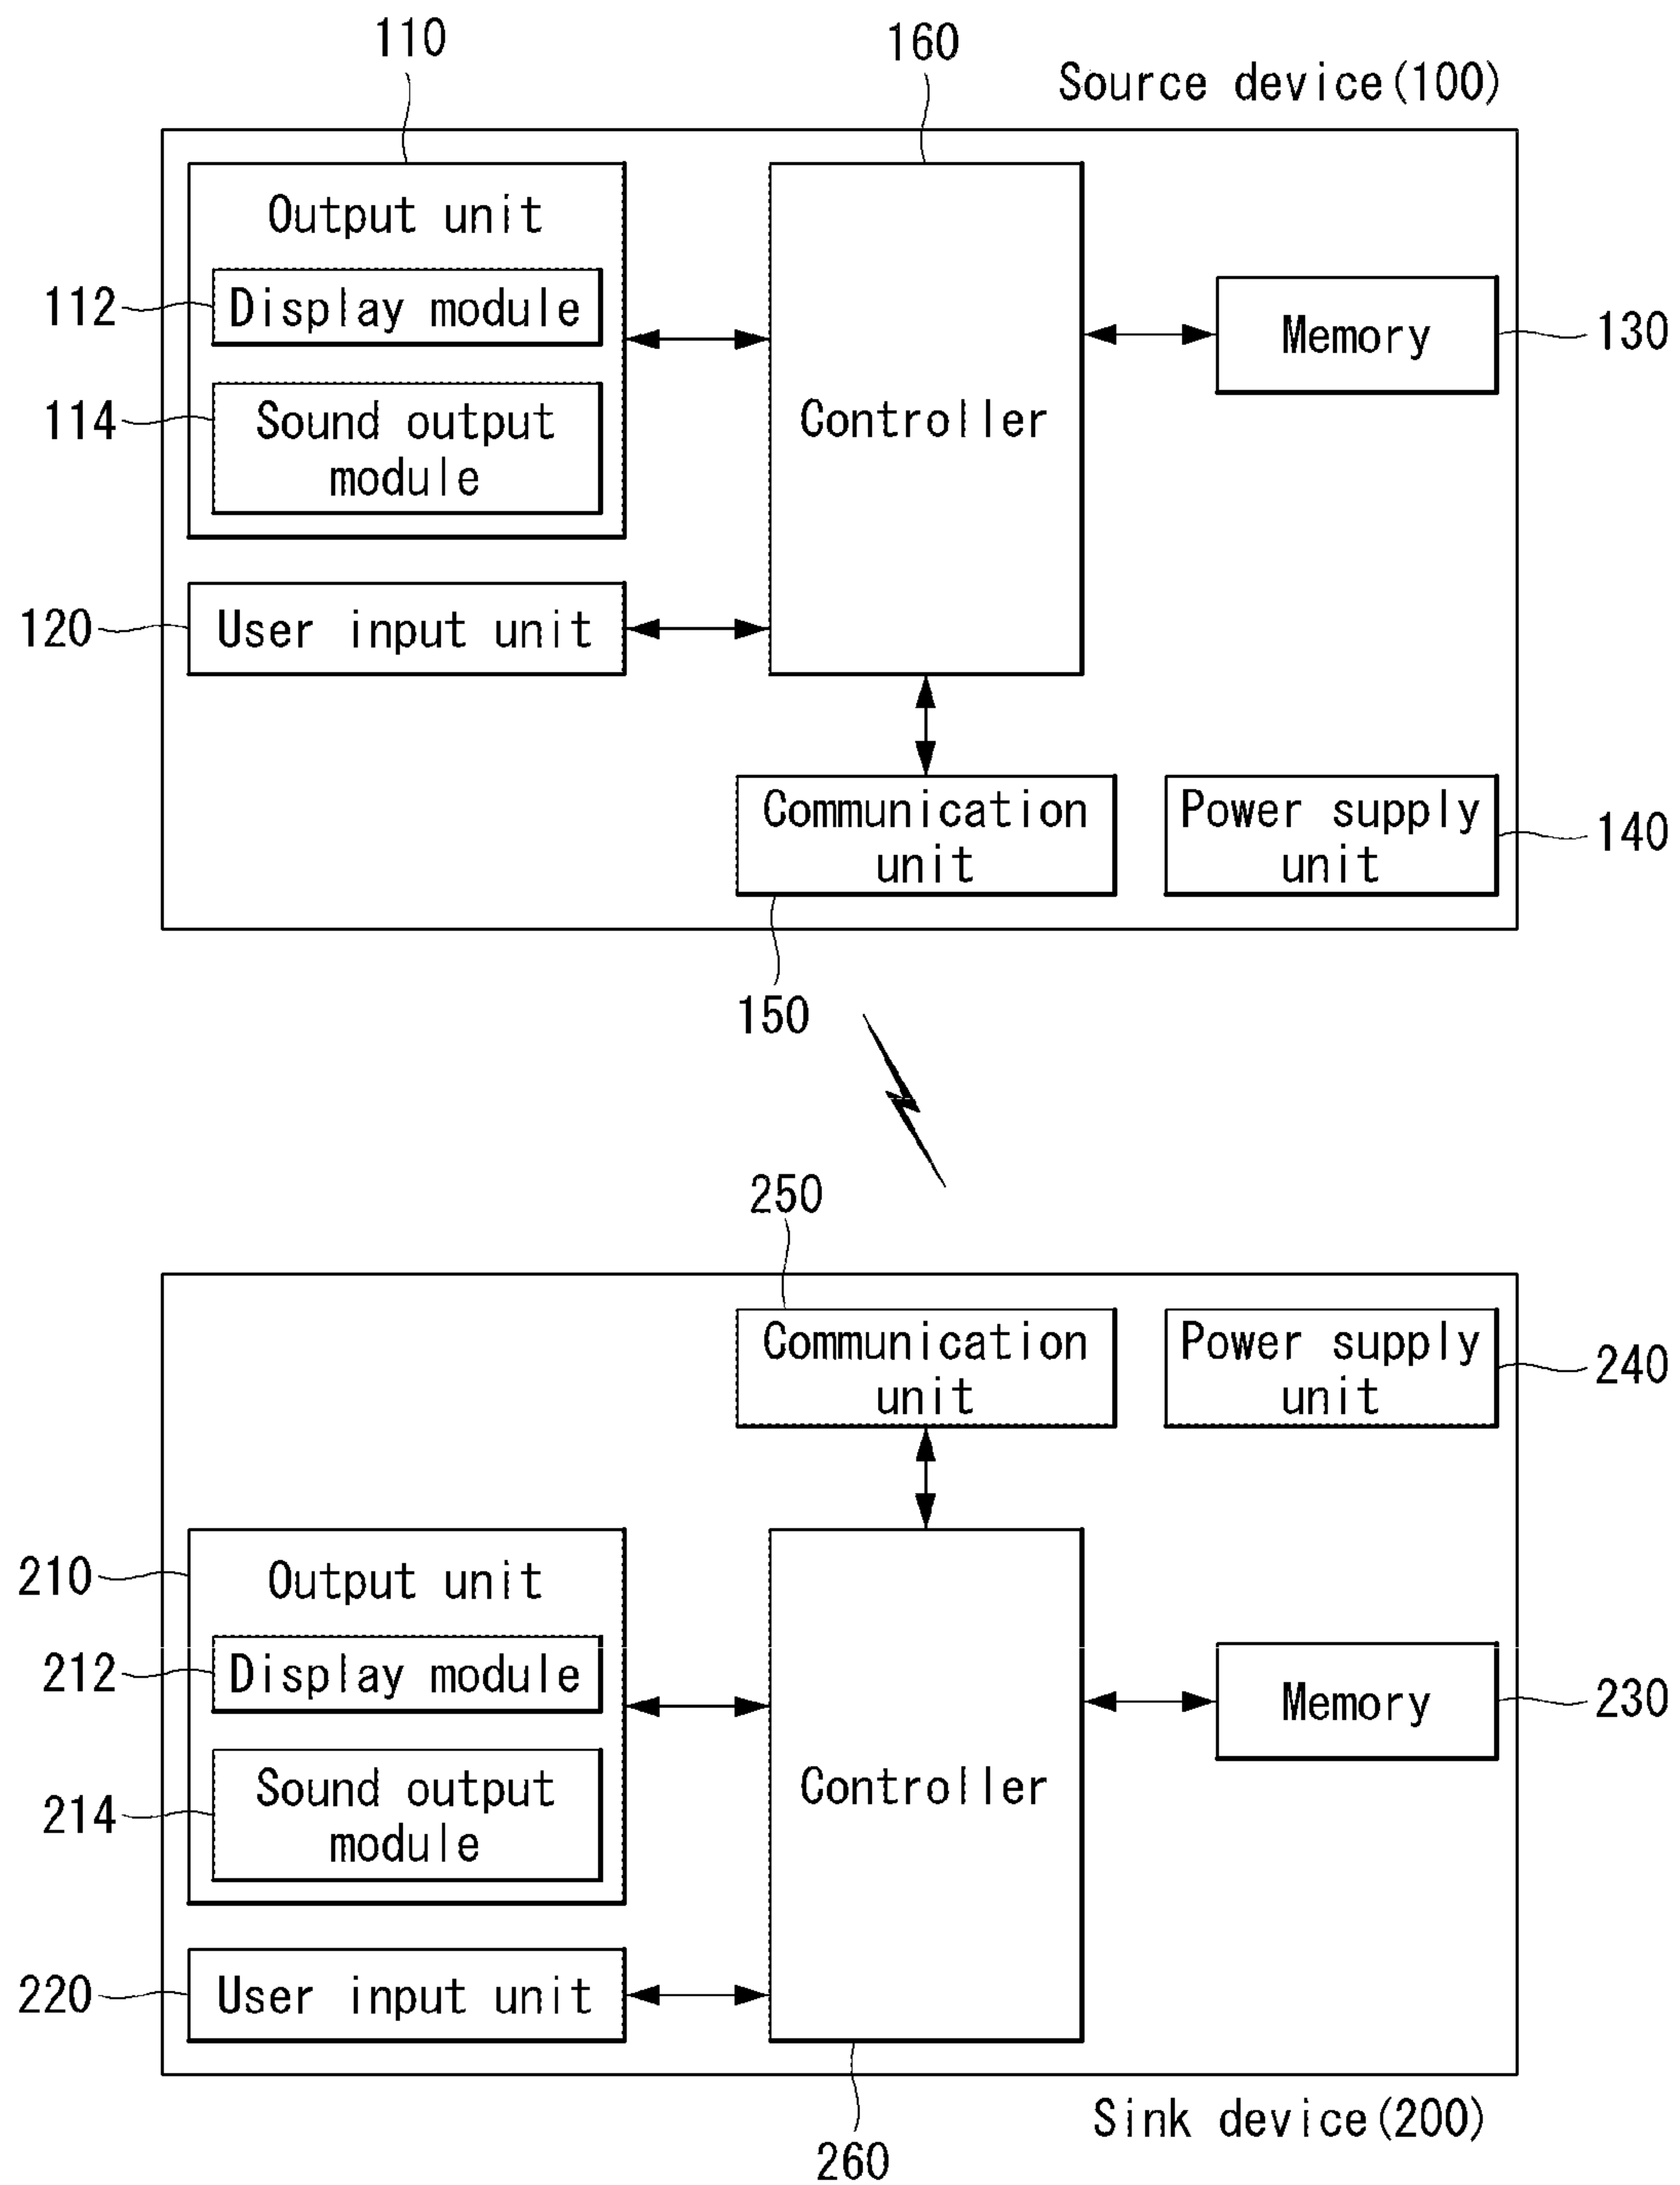 110
160
Source device(100)
Output unit
112
Display module
114
Sound output
module
Controller
Memory
130
120
User input unit
Communication
unit
Power supply
unit
140
150
250
Communication
unit
Power supply
unit
240
210
Output unit
212
Display module
214
Sound output
module
Controller
Memory
230
220
User input unit
260
Sink device(200)